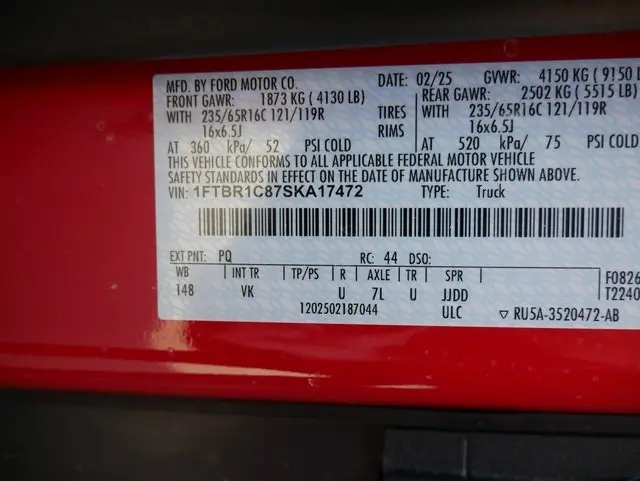 MFD. BY FORD MOTOR CO. DATE: 02/25 GVWR: 4150 KG ( 9150 L
FRONT GAWR: 1873 KG ( 4130 LB) REAR GAWR: 2502 KG ( 5515 LB)
WITH 235/65R16C 121/119R TIRES WITH 235/65R16C 121/119R
16x6.5J RIMS 16x6.5J
AT 360 kPa/ 52 PSI COLD AT 520 kPa/ 75 PSI COLD
THIS VEHICLE CONFORMS TO ALL APPLICABLE FEDERAL MOTOR VEHICLE
SAFETY STANDARDS IN EFFECT ON THE DATE OF MANUFACTURE SHOWN ABOVE.
VIN: 1FTBR1C87SKA17472 TYPE: Truck
EXT PNT: PQ RC: 44 DSO:
WB INT TR TP/PS R AXLE TR SPR F0826
148 VK U 7L U JJDD T2240
1202502187044 ULC ▽ RU5A-3520472-AB